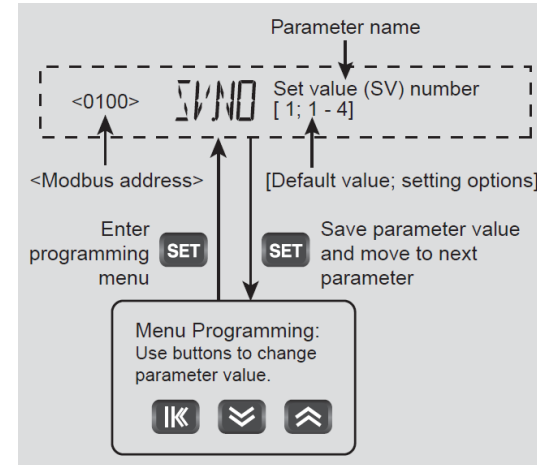 Parameter name
<0100> SVNO Set value (SV) number
[ 1; 1 - 4]
<Modbus address> [Default value; setting options]
Enter
programming
menu
SET
SET
Save parameter value
and move to next
parameter
Menu Programming:
Use buttons to change
parameter value.